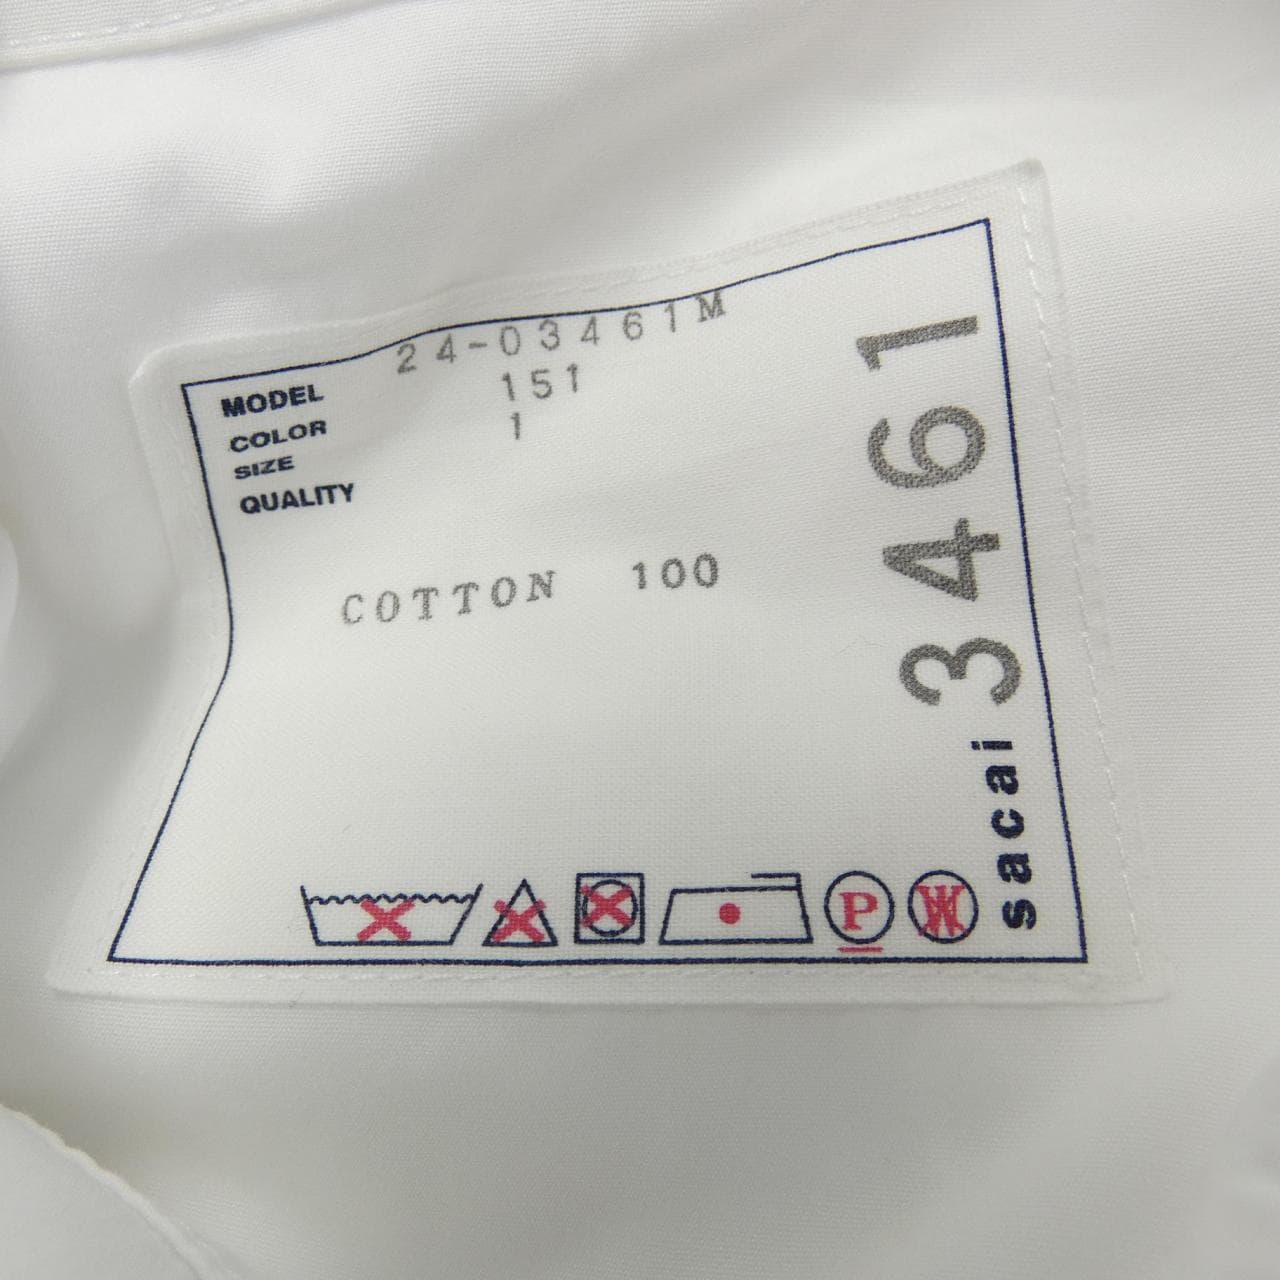 MODEL 24-03461M
COLOR 151
SIZE 1
QUALITY
COTTON 100
P
W
sacai 3461